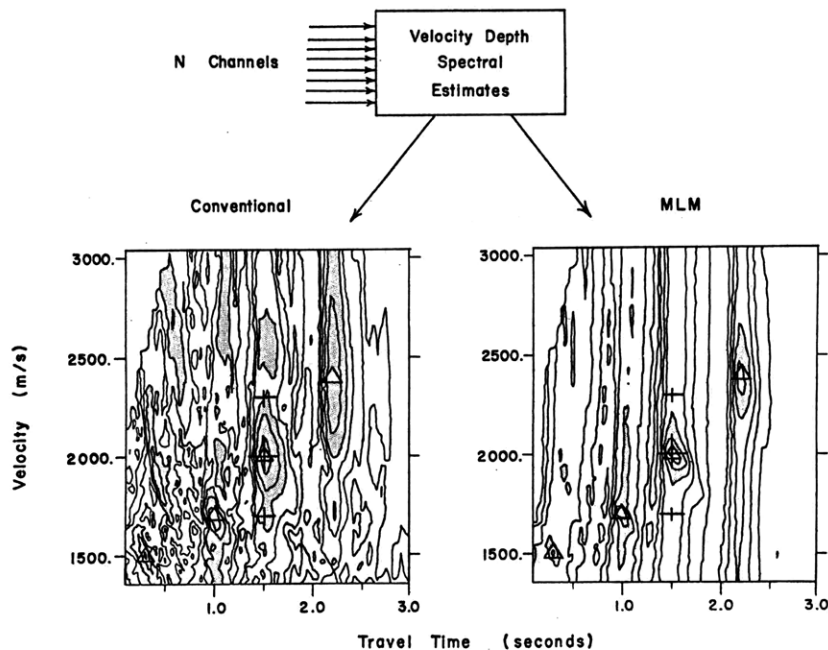 N Channels
Velocity Depth
Spectral
Estimates
Conventional
MLM
Velocity (m/s)
3000.
2500.
2000.
1500.
1.0
2.0
3.0
3000.
2500.
2000.
1500.
1.0
2.0
3.0
Travel Time (seconds)